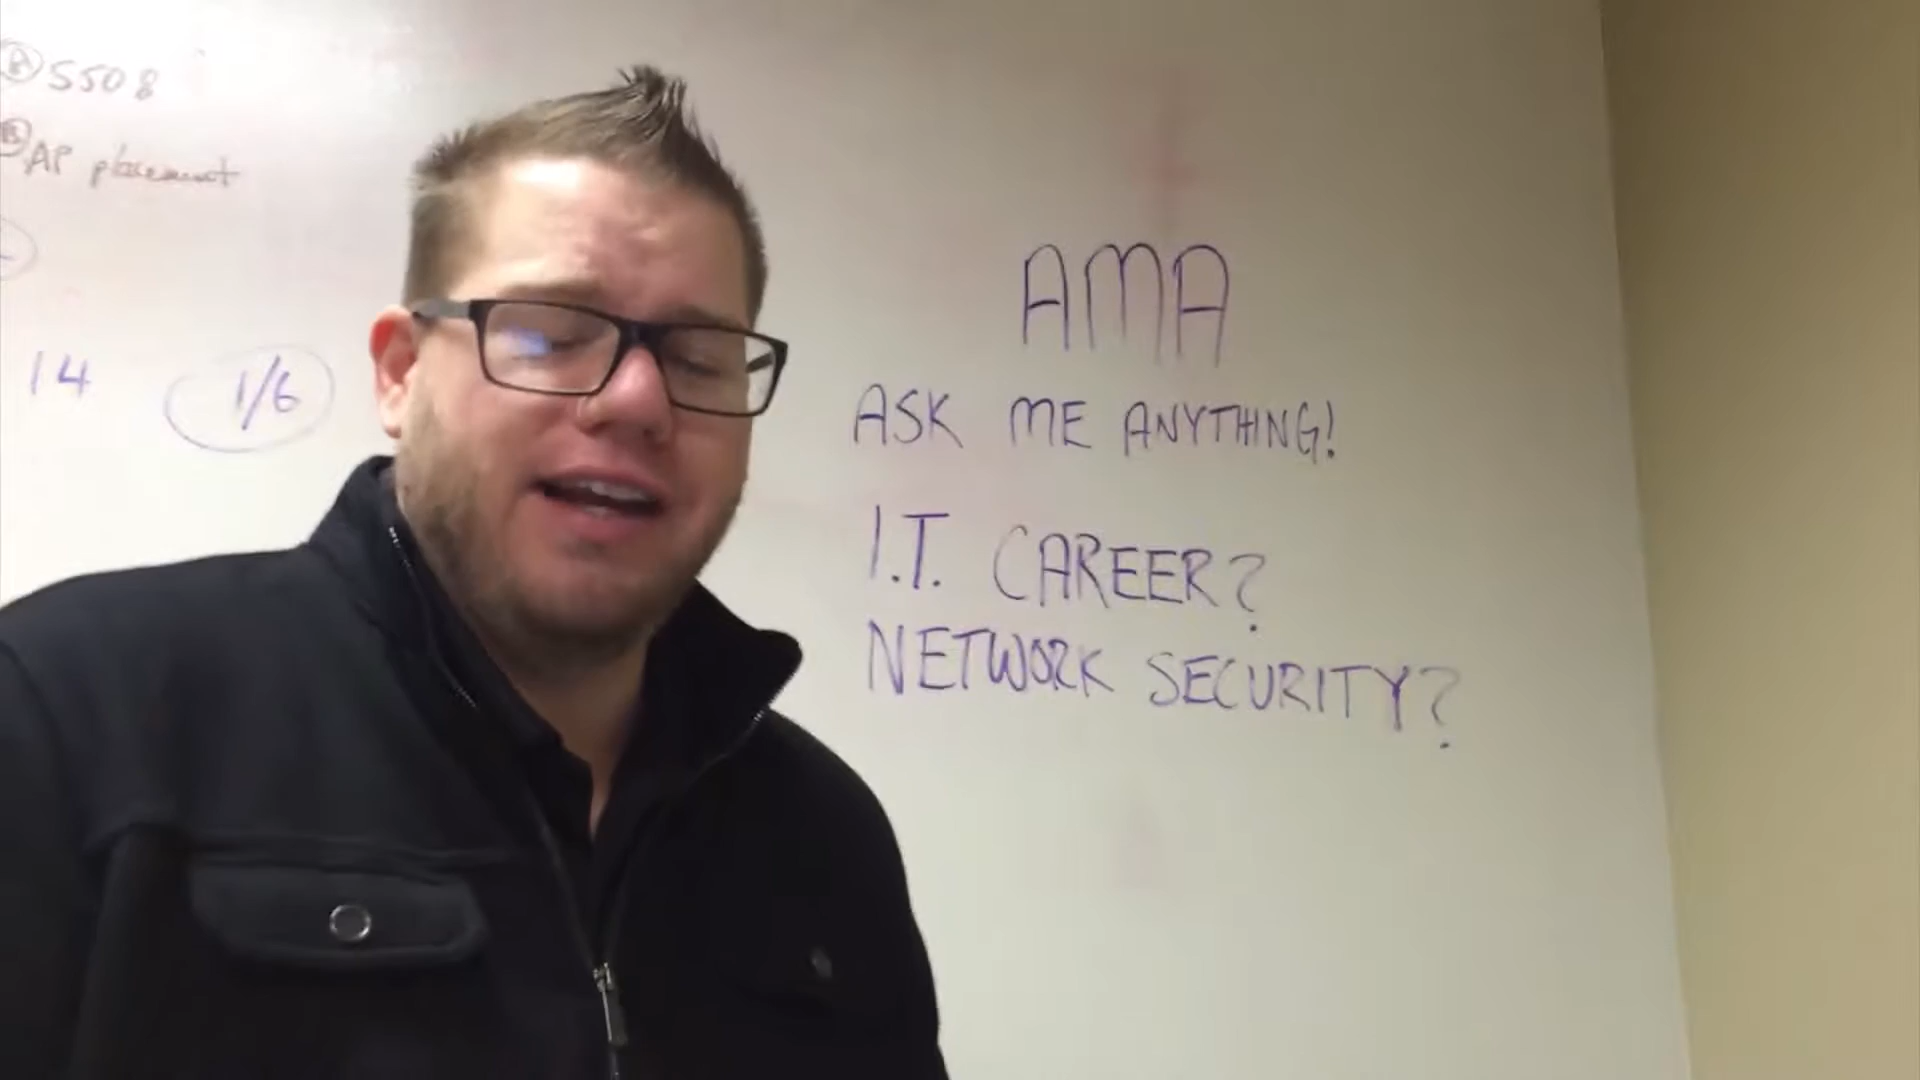 A 5508
B AP placement
14 1/6
AMA
ASK ME ANYTHING!
I.T. CAREER?
NETWORK SECURITY?